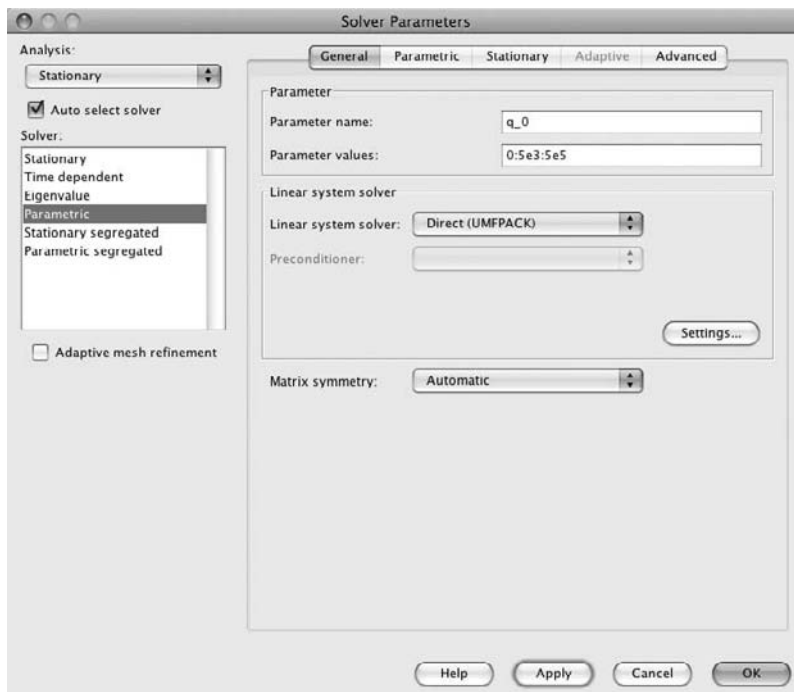 Solver Parameters
Analysis:
Stationary
Auto select solver
Solver:
Stationary
Time dependent
Eigenvalue
Parametric
Stationary segregated
Parametric segregated
Adaptive mesh refinement
General Parametric Stationary Adaptive Advanced
Parameter
Parameter name: q_0
Parameter values: 0:5e3:5e5
Linear system solver
Linear system solver: Direct (UMFPACK)
Preconditioner:
Settings...
Matrix symmetry: Automatic
Help Apply Cancel OK